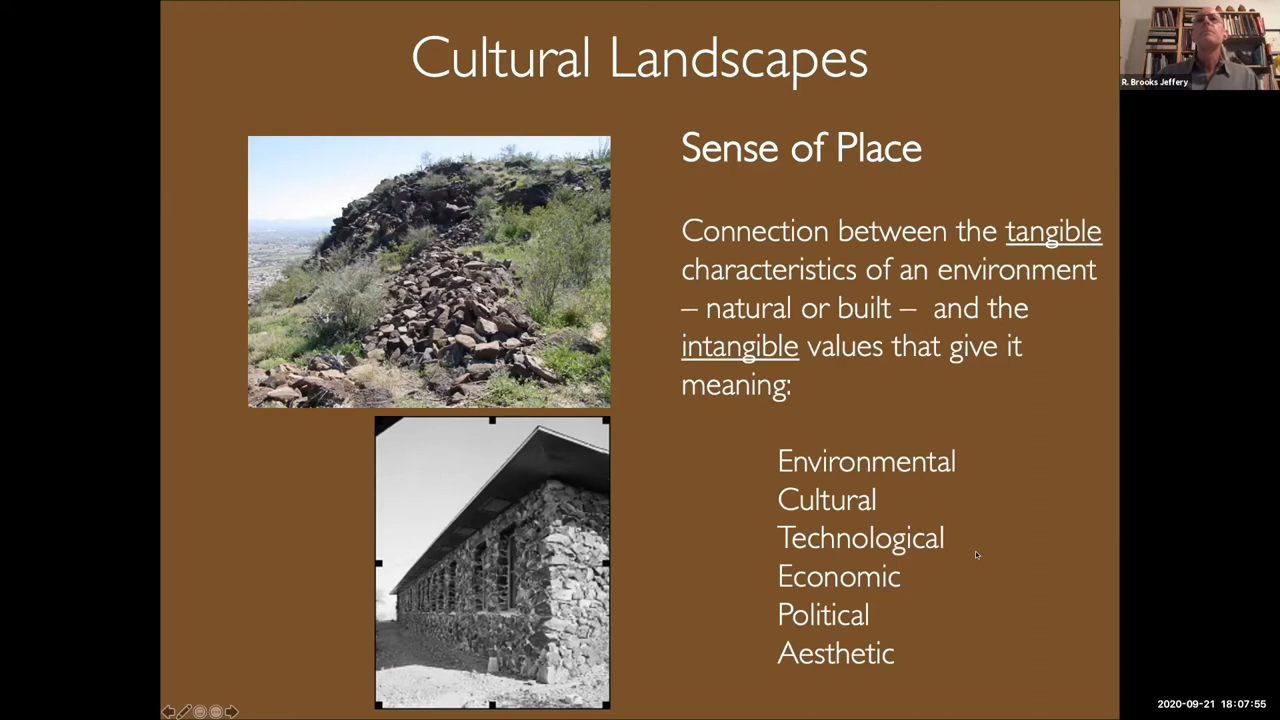 Cultural Landscapes
R. Brooks Jeffery
Sense of Place
Connection between the tangible
characteristics of an environment
– natural or built – and the
intangible values that give it
meaning:
Environmental
Cultural
Technological
Economic
Political
Aesthetic
2020-09-21 18:07:55